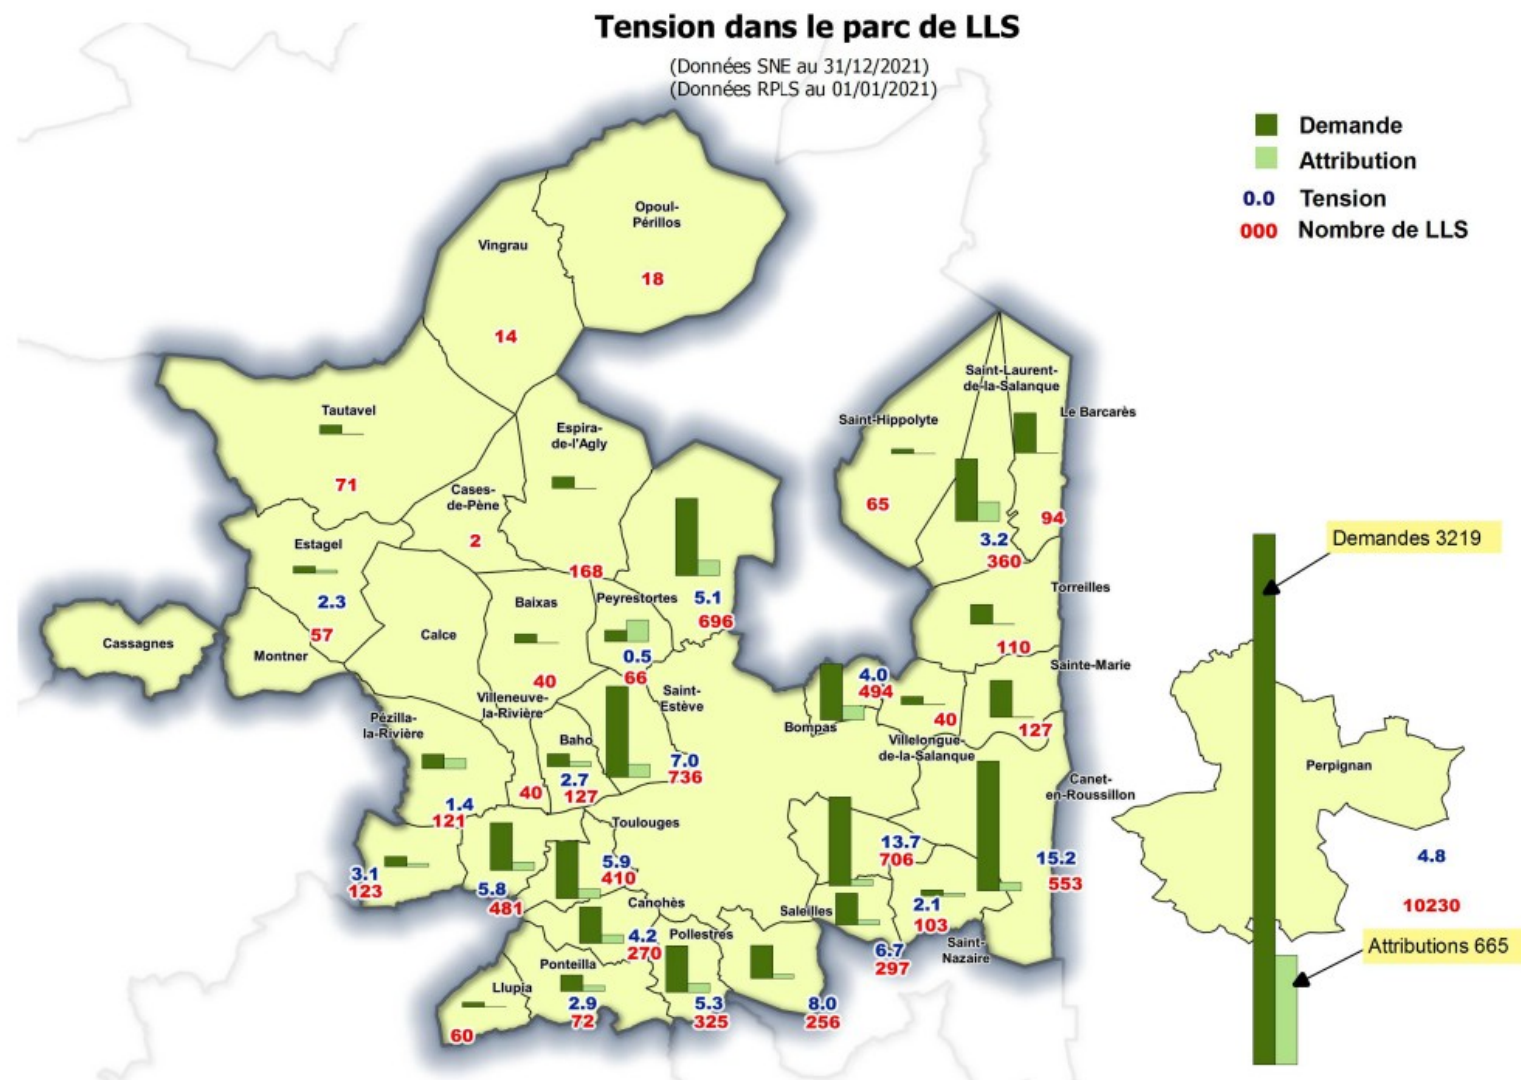 Tension dans le parc de LLS
(Données SNE au 31/12/2021)
(Données RPLS au 01/01/2021)
Demande
Attribution
0.0 Tension
000 Nombre de LLS
Opoul-
Périllos
18
Vingrau
14
Tautavel
71
Espira-
de-l'Agly
168
Cases-
de-Pène
2
Estagel
2.3
57
Cassagnes
Montner
Calce
Baixas
40
Peyrestortes
0.5
66
5.1
696
Saint-Laurent-
de-la-Salanque
3.2
360
Saint-Hippolyte
65
Le Barcarès
94
Torreilles
110
Sainte-Marie
127
Bompas
4.0
494
Villelongue-
de-la-Salanque
40
Canet-
en-Roussillon
15.2
553
Pézilla-
la-Rivière
1.4
121
Villeneuve-
la-Rivière
40
Baho
2.7
127
Saint-
Estève
7.0
736
3.1
123
5.8
481
Toulouges
5.9
410
Canohès
4.2
270
Ponteilla
2.9
72
Llupia
60
Pollestres
5.3
325
8.0
256
13.7
706
Saleilles
6.7
297
2.1
103
Saint-
Nazaire
Demandes 3219
Perpignan
4.8
10230
Attributions 665